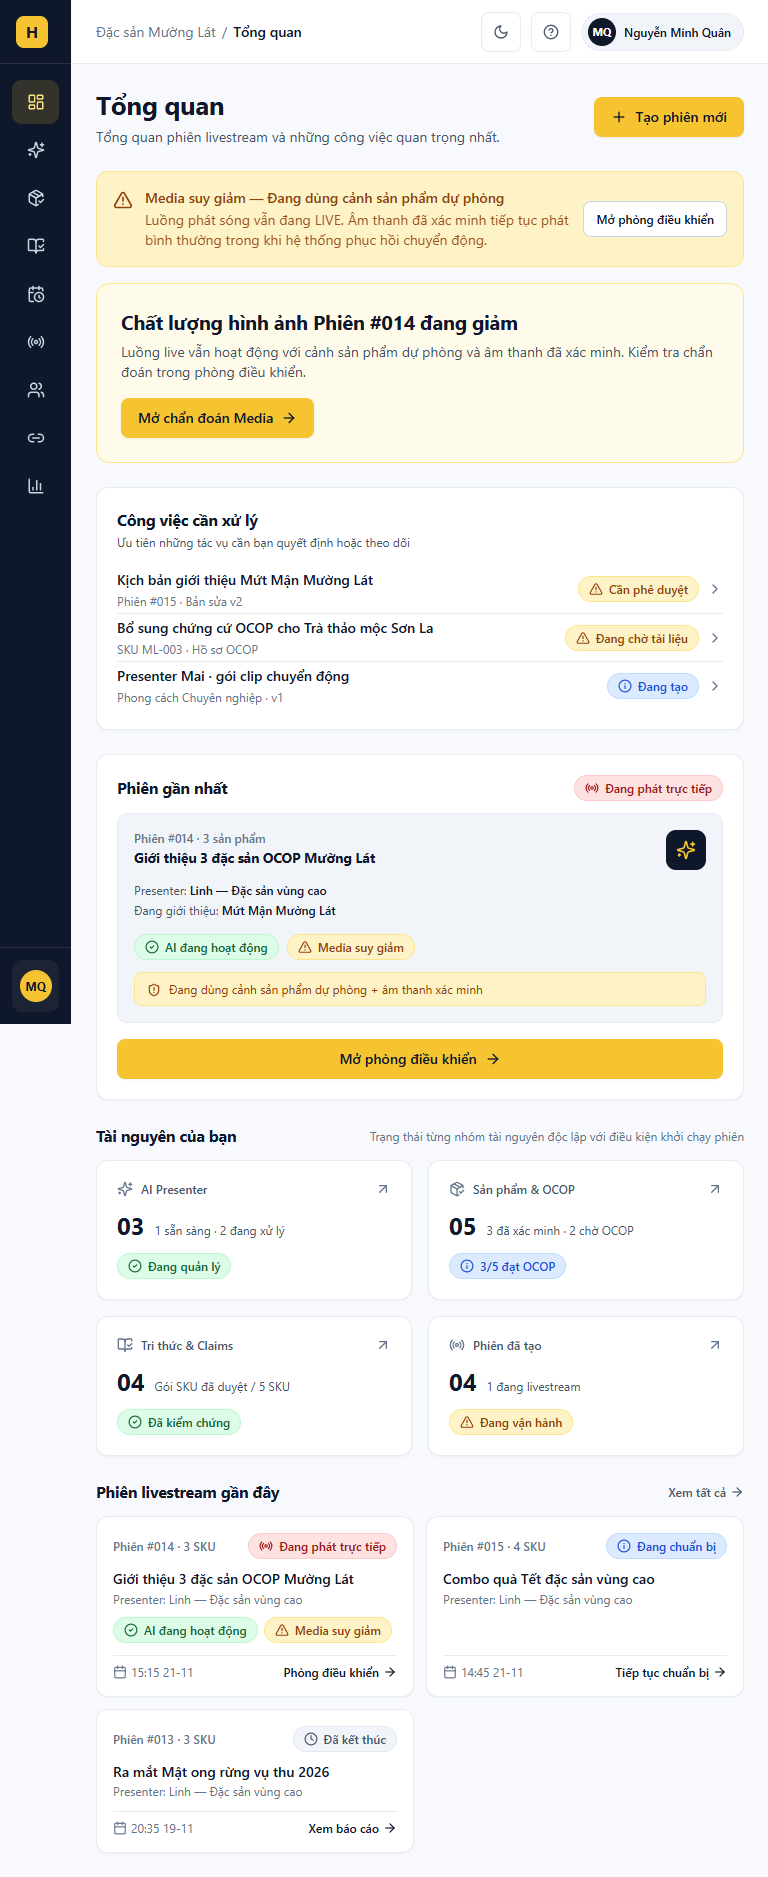 H
Đặc sản Mường Lát / Tổng quan
MQ Nguyễn Minh Quân
Tổng quan
Tổng quan phiên livestream và những công việc quan trọng nhất.
Tạo phiên mới
Media suy giảm — Đang dùng cảnh sản phẩm dự phòng
Luồng phát sóng vẫn đang LIVE. Âm thanh đã xác minh tiếp tục phát
bình thường trong khi hệ thống phục hồi chuyển động.
Mở phòng điều khiển
Chất lượng hình ảnh Phiên #014 đang giảm
Luồng live vẫn hoạt động với cảnh sản phẩm dự phòng và âm thanh đã xác minh. Kiểm tra chẩn
đoán trong phòng điều khiển.
Mở chẩn đoán Media
Công việc cần xử lý
Ưu tiên những tác vụ cần bạn quyết định hoặc theo dõi
Kịch bản giới thiệu Mứt Mận Mường Lát
Phiên #015 · Bản sửa v2
Cần phê duyệt
Bổ sung chứng cứ OCOP cho Trà thảo mộc Sơn La
SKU ML-003 · Hồ sơ OCOP
Đang chờ tài liệu
Presenter Mai · gói clip chuyển động
Phong cách Chuyên nghiệp · v1
Đang tạo
Phiên gần nhất
Đang phát trực tiếp
Phiên #014 · 3 sản phẩm
Giới thiệu 3 đặc sản OCOP Mường Lát
Presenter: Linh — Đặc sản vùng cao
Đang giới thiệu: Mứt Mận Mường Lát
AI đang hoạt động
Media suy giảm
Đang dùng cảnh sản phẩm dự phòng + âm thanh xác minh
Mở phòng điều khiển
MQ
Tài nguyên của bạn
Trạng thái từng nhóm tài nguyên độc lập với điều kiện khởi chạy phiên
AI Presenter
03 1 sẵn sàng · 2 đang xử lý
Đang quản lý
Sản phẩm & OCOP
05 3 đã xác minh · 2 chờ OCOP
3/5 đạt OCOP
Tri thức & Claims
04 Gói SKU đã duyệt / 5 SKU
Đã kiểm chứng
Phiên đã tạo
04 1 đang livestream
Đang vận hành
Phiên livestream gần đây
Xem tất cả
Phiên #014 · 3 SKU
Đang phát trực tiếp
Giới thiệu 3 đặc sản OCOP Mường Lát
Presenter: Linh — Đặc sản vùng cao
AI đang hoạt động
Media suy giảm
15:15 21-11
Phòng điều khiển
Phiên #015 · 4 SKU
Đang chuẩn bị
Combo quà Tết đặc sản vùng cao
Presenter: Linh — Đặc sản vùng cao
14:45 21-11
Tiếp tục chuẩn bị
Phiên #013 · 3 SKU
Đã kết thúc
Ra mắt Mật ong rừng vụ thu 2026
Presenter: Linh — Đặc sản vùng cao
20:35 19-11
Xem báo cáo